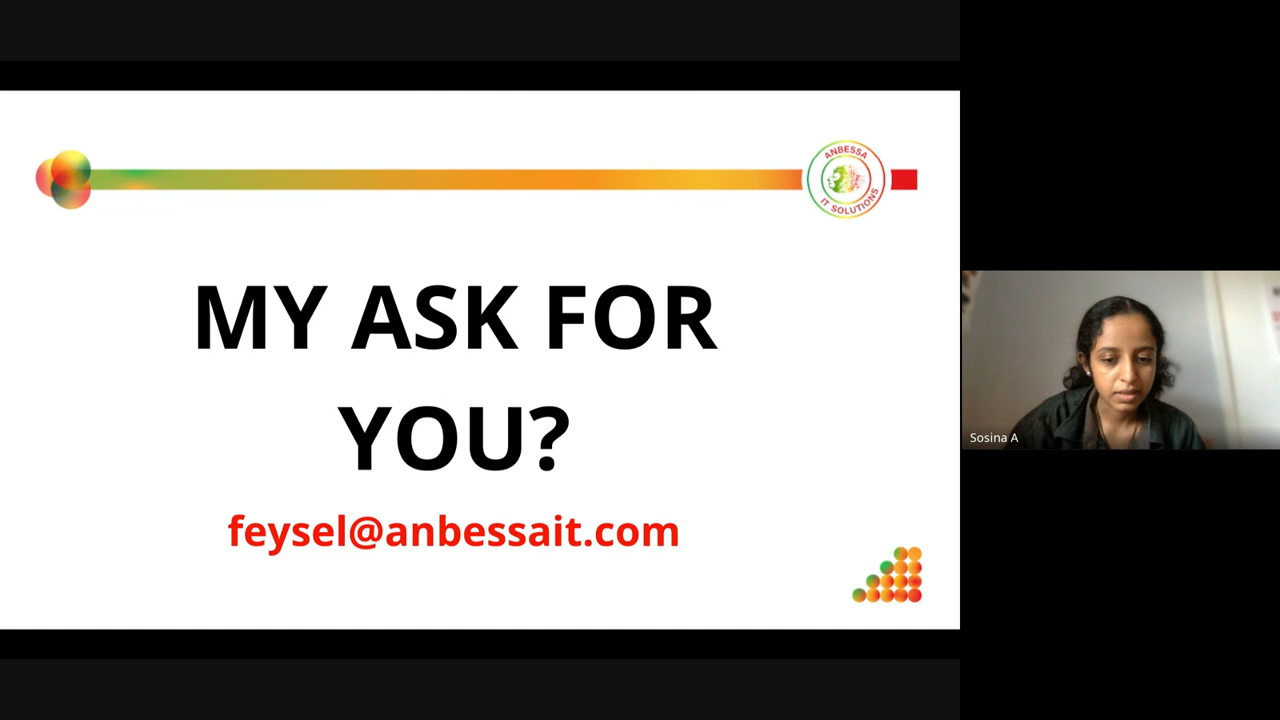 ANBESSA
IT SOLUTIONS
MY ASK FOR
YOU?
feysel@anbessait.com
Sosina A